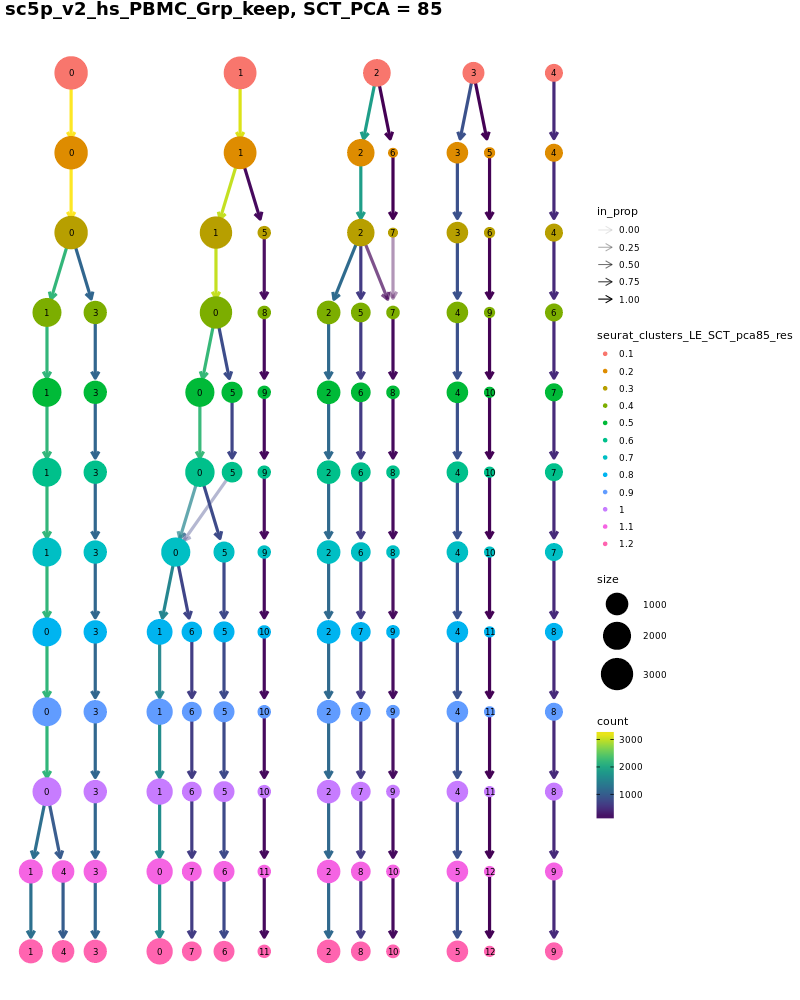 sc5p_v2_hs_PBMC_Grp_keep, SCT_PCA = 85
0 1 2 3 4
0 1 2 6 3 5 4
0 1 5 2 7 3 6 4
1 3 0 8 2 5 7 4 9 6
1 3 0 5 9 2 6 8 4 10 7
1 3 0 5 9 2 6 8 4 10 7
1 3 0 5 9 2 6 8 4 10 7
0 3 1 6 5 10 2 7 9 4 11 8
0 3 1 6 5 10 2 7 9 4 11 8
0 3 1 6 5 10 2 7 9 4 11 8
1 4 3 0 7 6 11 2 8 10 5 12 9
1 4 3 0 7 6 11 2 8 10 5 12 9
in_prop
0.00
0.25
0.50
0.75
1.00
seurat_clusters_LE_SCT_pca85_res
0.1
0.2
0.3
0.4
0.5
0.6
0.7
0.8
0.9
1
1.1
1.2
size
1000
2000
3000
count
3000
2000
1000